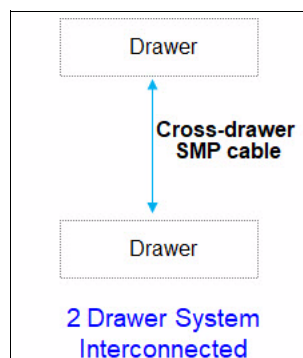 Drawer
Cross-drawer
SMP cable
Drawer
2 Drawer System
Interconnected